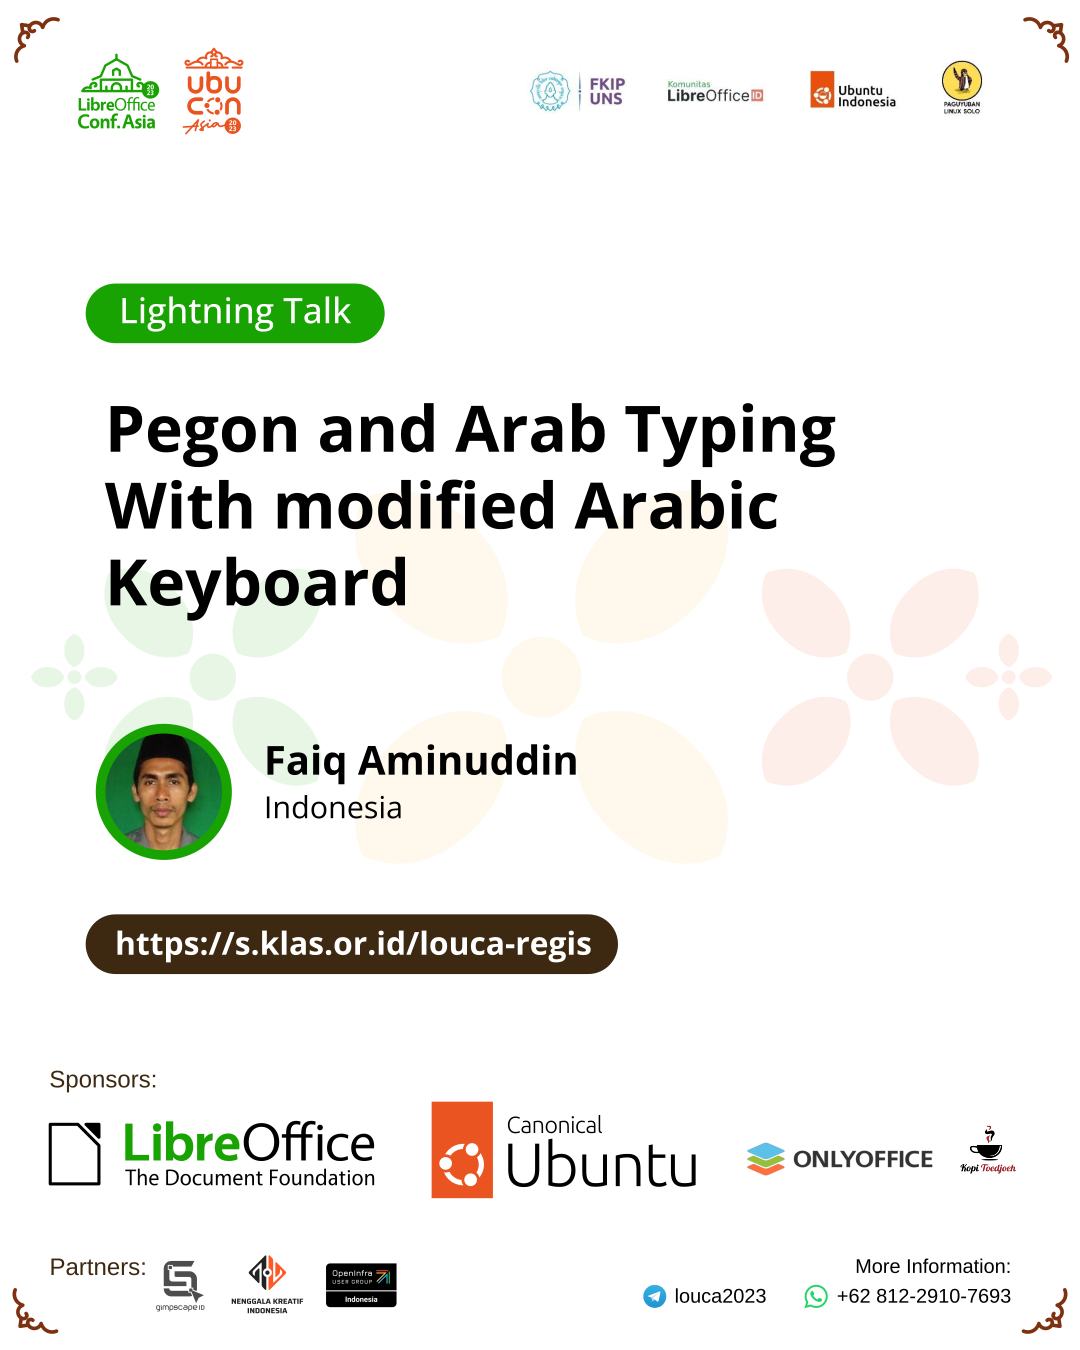 LibreOffice
Conf. Asia
2023
ubu
con
Asia
2023
FKIP
UNS
Komunitas
LibreOffice ID
Ubuntu
Indonesia
PAGUYUBAN
LINUX SOLO
Lightning Talk
Pegon and Arab Typing
With modified Arabic
Keyboard
Faiq Aminuddin
Indonesia
https://s.klas.or.id/louca-regis
Sponsors:
LibreOffice
The Document Foundation
Canonical
Ubuntu
ONLYOFFICE
Kopi Toedjoeh
Partners:
gimpscape ID
NENGGALA KREATIF
INDONESIA
OpenInfra
USER GROUP
Indonesia
More Information:
louca2023
+62 812-2910-7693